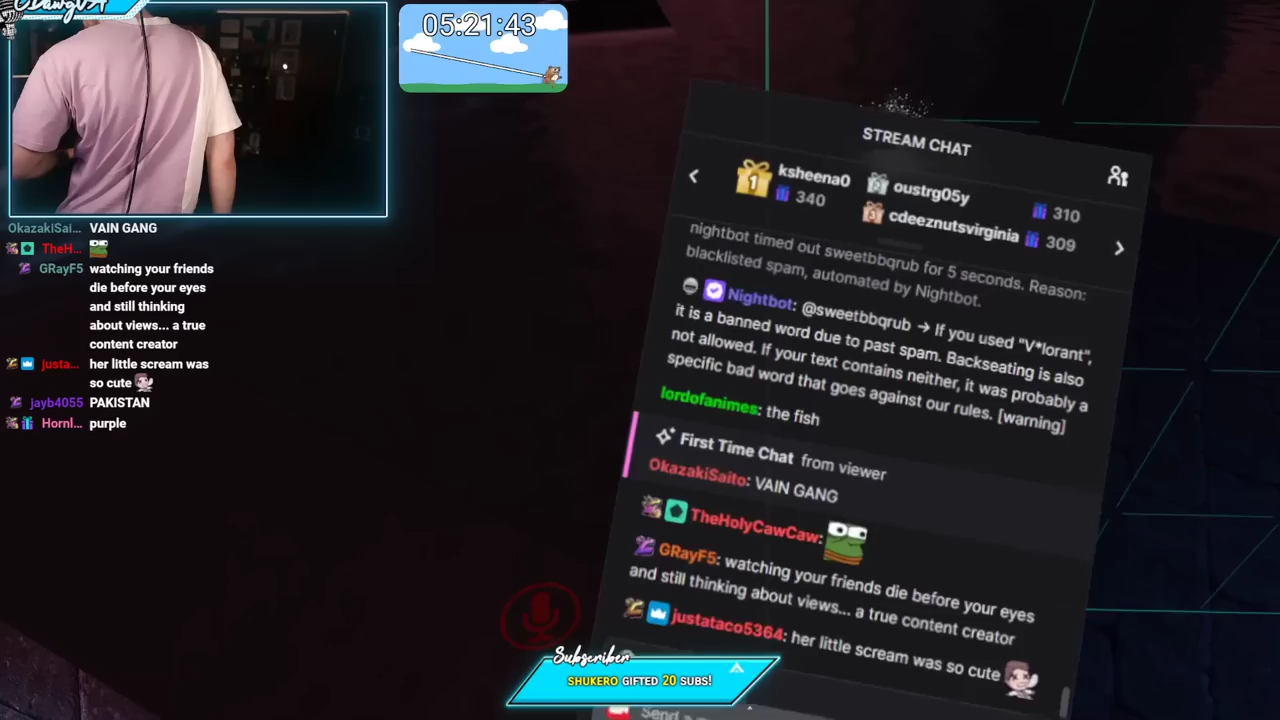 CDawgVA
05:21:43
OkazakiSai... VAIN GANG
TheH...
GRayF5 watching your friends
die before your eyes
and still thinking
about views... a true
content creator
justa... her little scream was
so cute
jayb4055 PAKISTAN
Hornl... purple
STREAM CHAT
1 ksheena0
340
2 oustrg05y
310
3 cdeeznutsvirginia
309
nightbot timed out sweetbbqrub for 5 seconds. Reason:
blacklisted spam, automated by Nightbot.
Nightbot: @sweetbbqrub → If you used "V*lorant",
it is a banned word due to past spam. Backseating is also
not allowed. If your text contains neither, it was probably a
specific bad word that goes against our rules. [warning]
lordofanimes: the fish
First Time Chat from viewer
OkazakiSaito: VAIN GANG
TheHolyCawCaw:
GRayF5: watching your friends die before your eyes
and still thinking about views... a true content creator
justataco5364: her little scream was so cute
Subscriber
SHUKERO GIFTED 20 SUBS!
Send